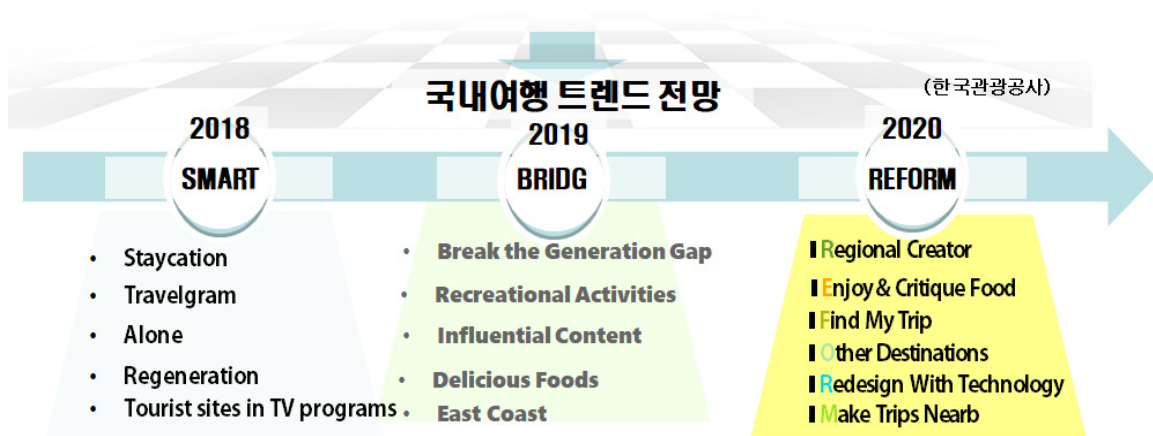 국내여행 트렌드 전망
(한국관광공사)
2018
SMART
• Staycation
• Travelgram
• Alone
• Regeneration
• Tourist sites in TV programs
2019
BRIDG
• Break the Generation Gap
• Recreational Activities
• Influential Content
• Delicious Foods
• East Coast
2020
REFORM
Regional Creator
Enjoy & Critique Food
Find My Trip
Other Destinations
Redesign With Technology
Make Trips Nearb